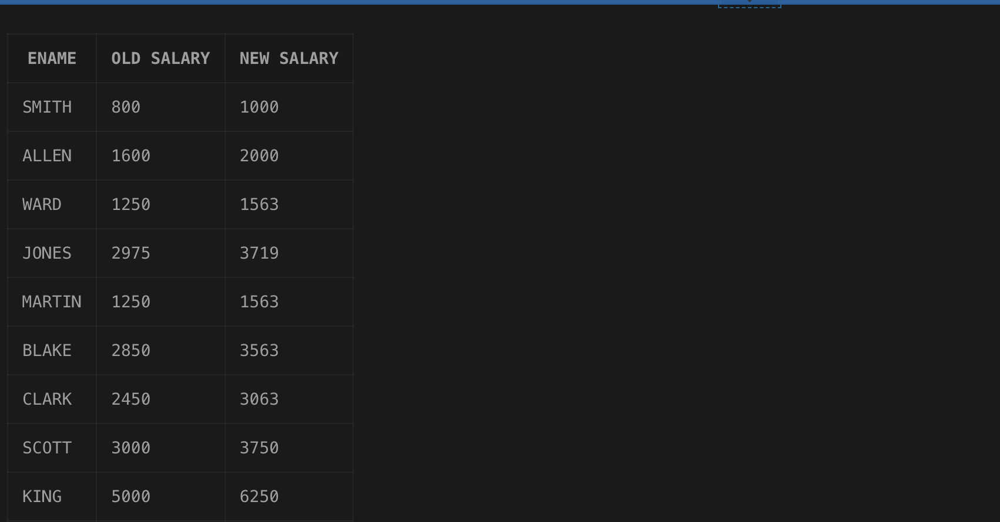 ENAME OLD SALARY NEW SALARY
SMITH 800 1000
ALLEN 1600 2000
WARD 1250 1563
JONES 2975 3719
MARTIN 1250 1563
BLAKE 2850 3563
CLARK 2450 3063
SCOTT 3000 3750
KING 5000 6250